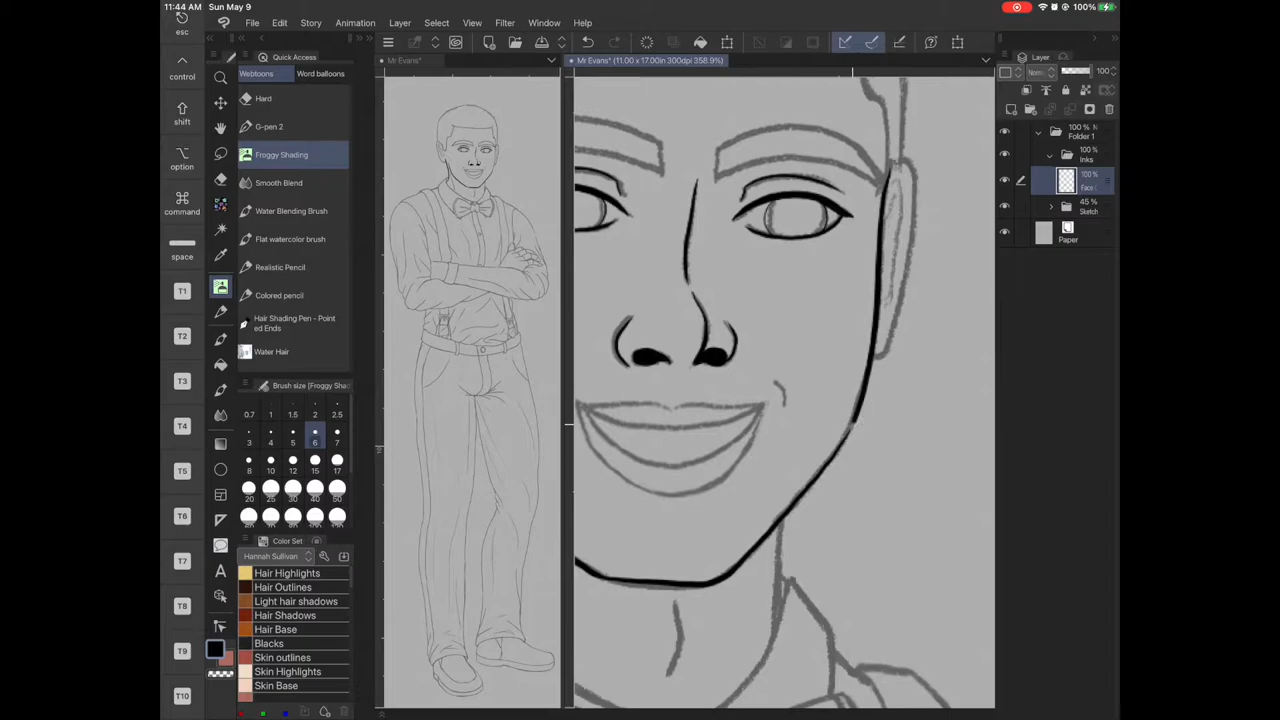 11:44 AM Sun May 9
100%
esc
control
shift
option
command
space
T1
T2
T3
T4
T5
T6
T7
T8
T9
T10
File Edit Story Animation Layer Select View Filter Window Help
Quick Access
Webtoons Word balloons
Hard
G-pen 2
Froggy Shading
Smooth Blend
Water Blending Brush
Flat watercolor brush
Realistic Pencil
Colored pencil
Hair Shading Pen - Point
ed Ends
Water Hair
Brush size [Froggy Sha
0.7 1 1.5 2 2.5
3 4 5 6 7
8 10 12 15 17
20 25 30 40 50
Color Set
Hannah Sullivan
Hair Highlights
Hair Outlines
Light hair shadows
Hair Shadows
Hair Base
Blacks
Skin outlines
Skin Highlights
Skin Base
Mr Evans*
Mr Evans* (11.00 x 17.00in 300dpi 358.9%)
Layer
Norm 100
100 % N
Folder 1
100 %
Inks
100 %
Face
45 %
Sketch
Paper